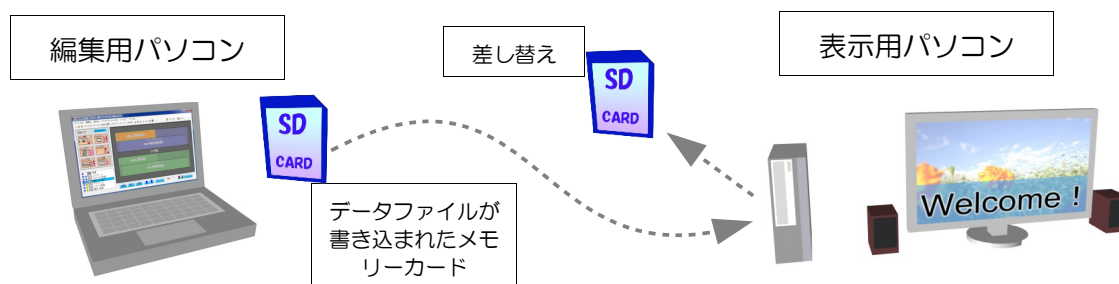 編集用パソコン
差し替え
表示用パソコン
SD
CARD
SD
CARD
データファイルが
書き込まれたメモ
リーカード
Welcome !